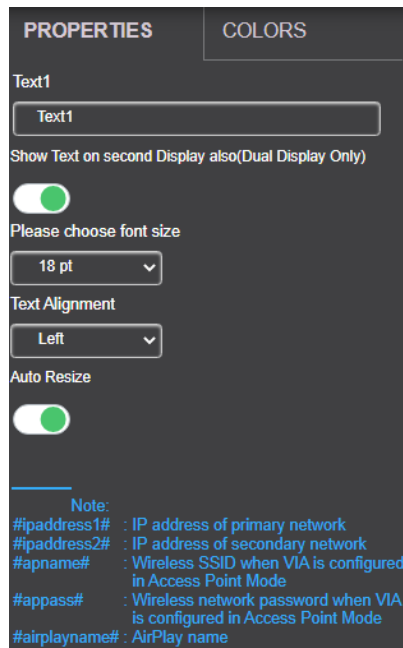 PROPERTIES COLORS
Text1
Text1
Show Text on second Display also(Dual Display Only)
Please choose font size
18 pt
Text Alignment
Left
Auto Resize
Note:
#ipaddress1# : IP address of primary network
#ipaddress2# : IP address of secondary network
#apname# : Wireless SSID when VIA is configured
in Access Point Mode
#appass# : Wireless network password when VIA
is configured in Access Point Mode
#airplayname# : AirPlay name